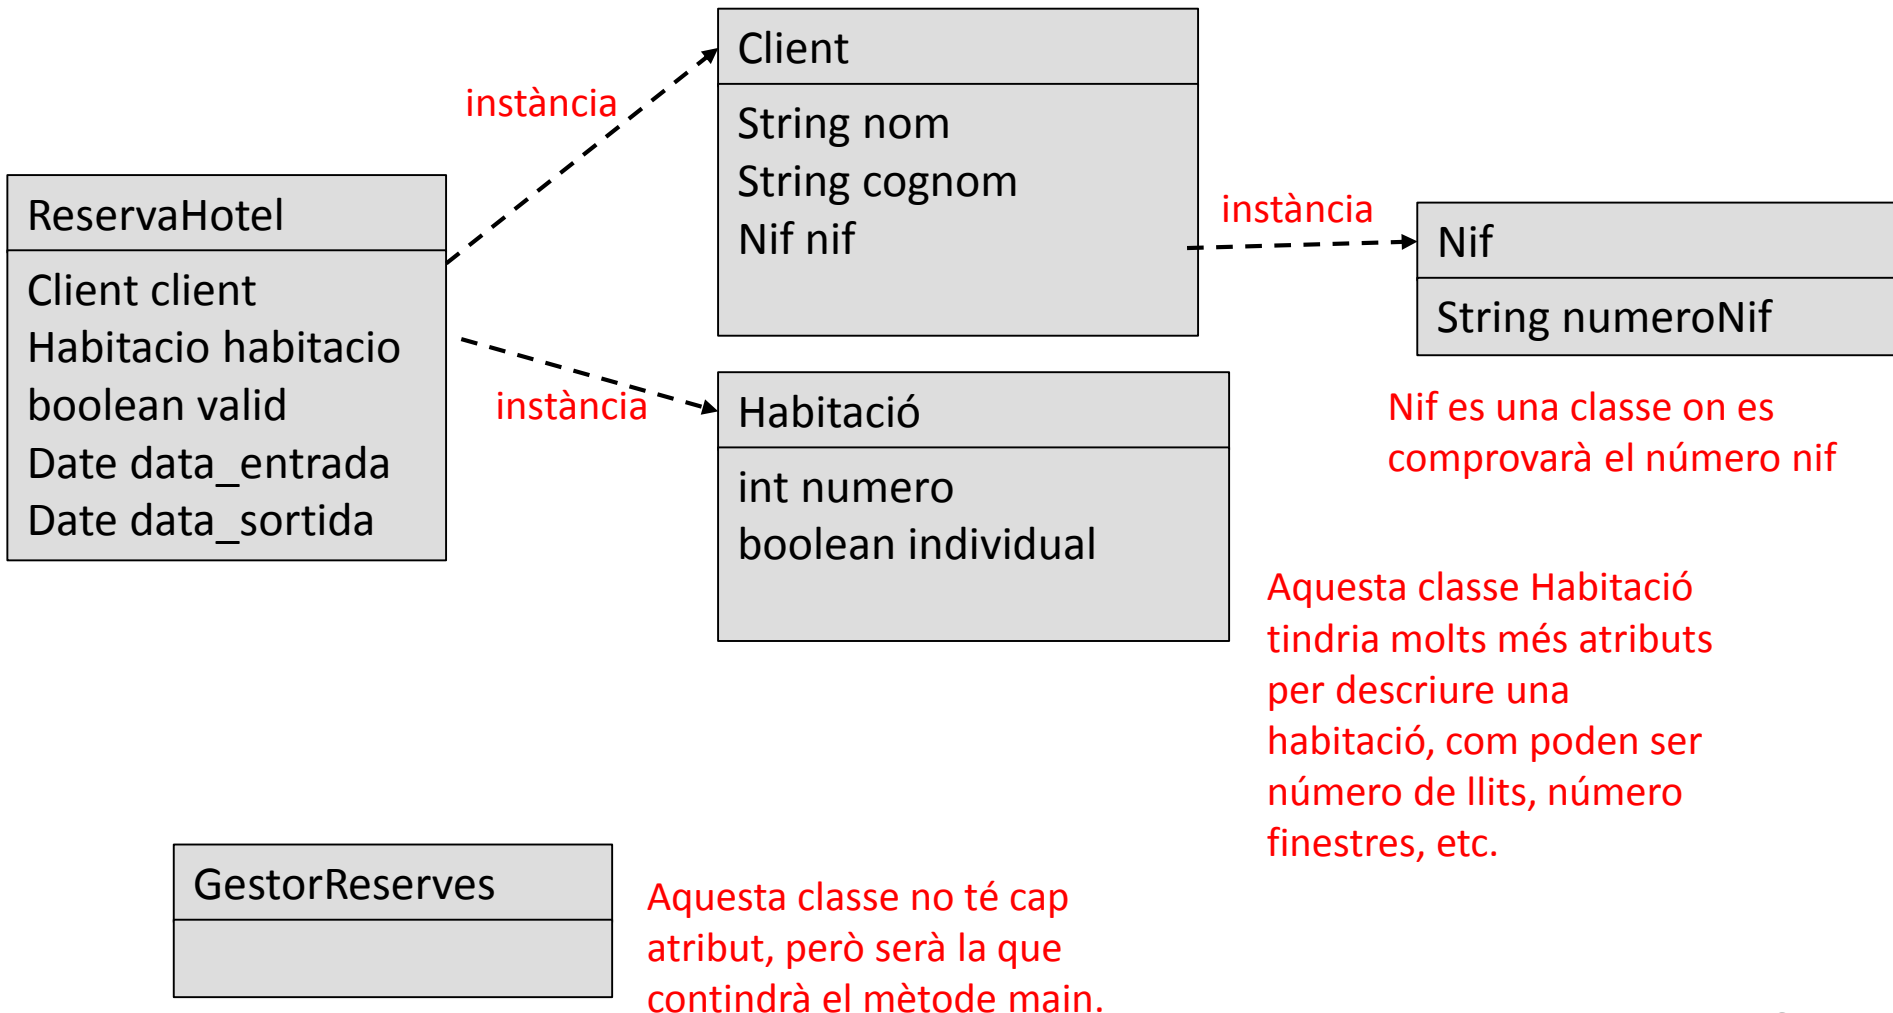 Client
String nom
String cognom
Nif nif
instància
ReservaHotel
Client client
Habitacio habitacio
boolean valid
Date data_entrada
Date data_sortida
instància
Nif
String numeroNif
instància
Habitació
int numero
boolean individual
Nif es una classe on es
comprovarà el número nif
Aquesta classe Habitació
tindria molts més atributs
per descriure una
habitació, com poden ser
número de llits, número
finestres, etc.
GestorReserves
Aquesta classe no té cap
atribut, però serà la que
contindrà el mètode main.